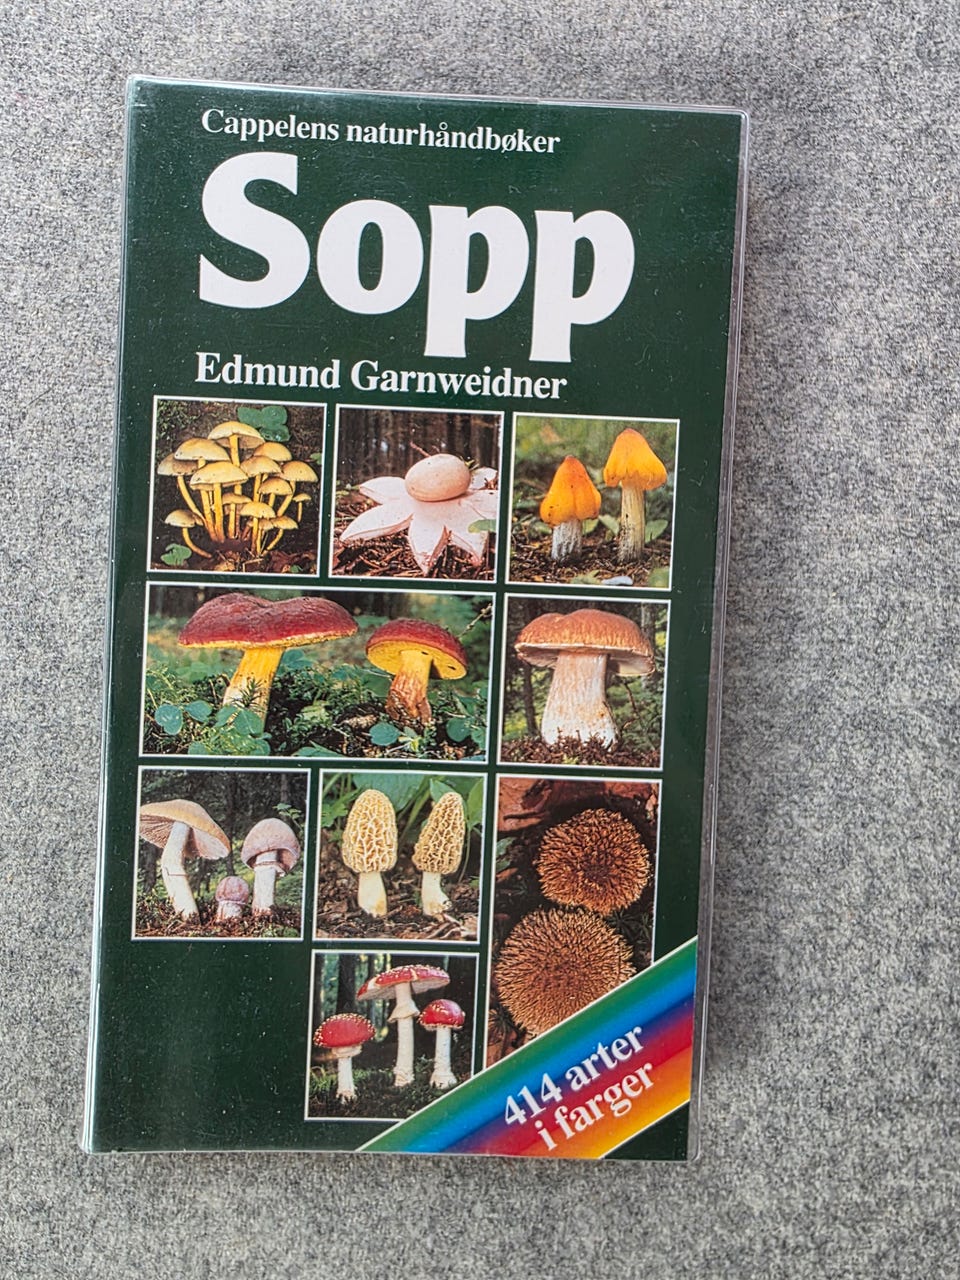 Cappelens naturhåndbøker
Sopp
Edmund Garnweidner
414 arter
i farger